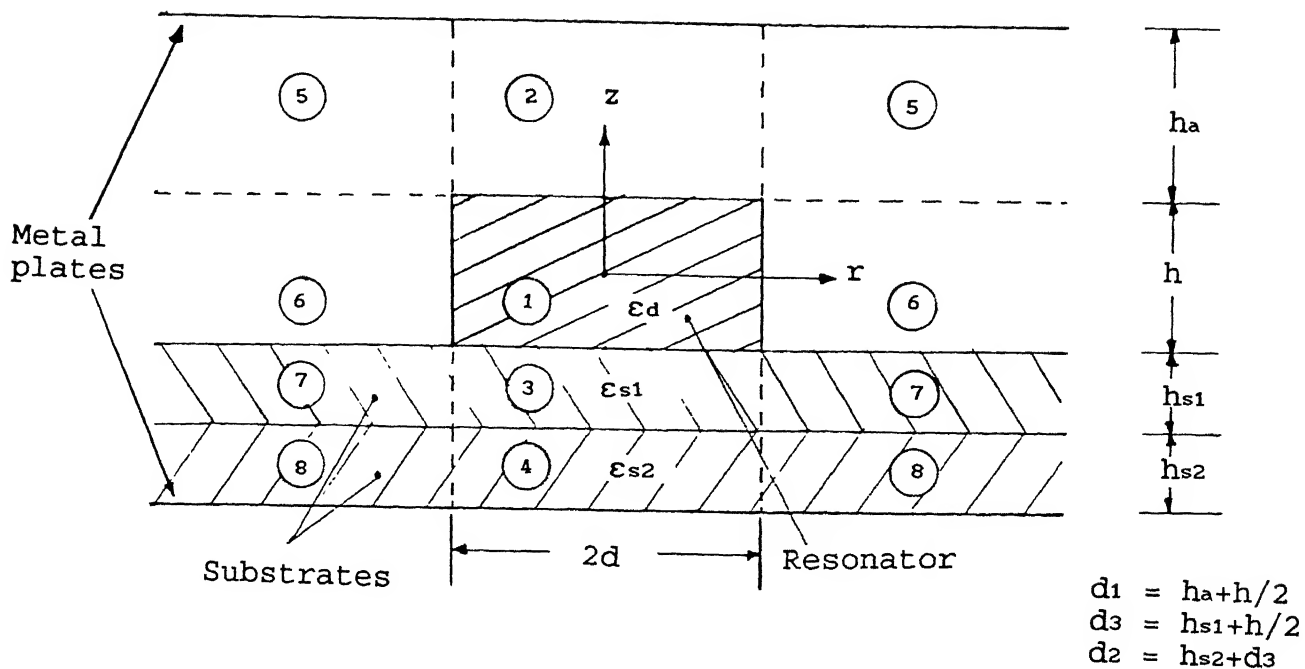 5 2 5
z
ha
Metal
plates
h
r
6 1 εd 6
7 3 εs1 7
hs1
8 4 εs2 8
hs2
Substrates 2d Resonator
d1 = ha+h/2
d3 = hs1+h/2
d2 = hs2+d3